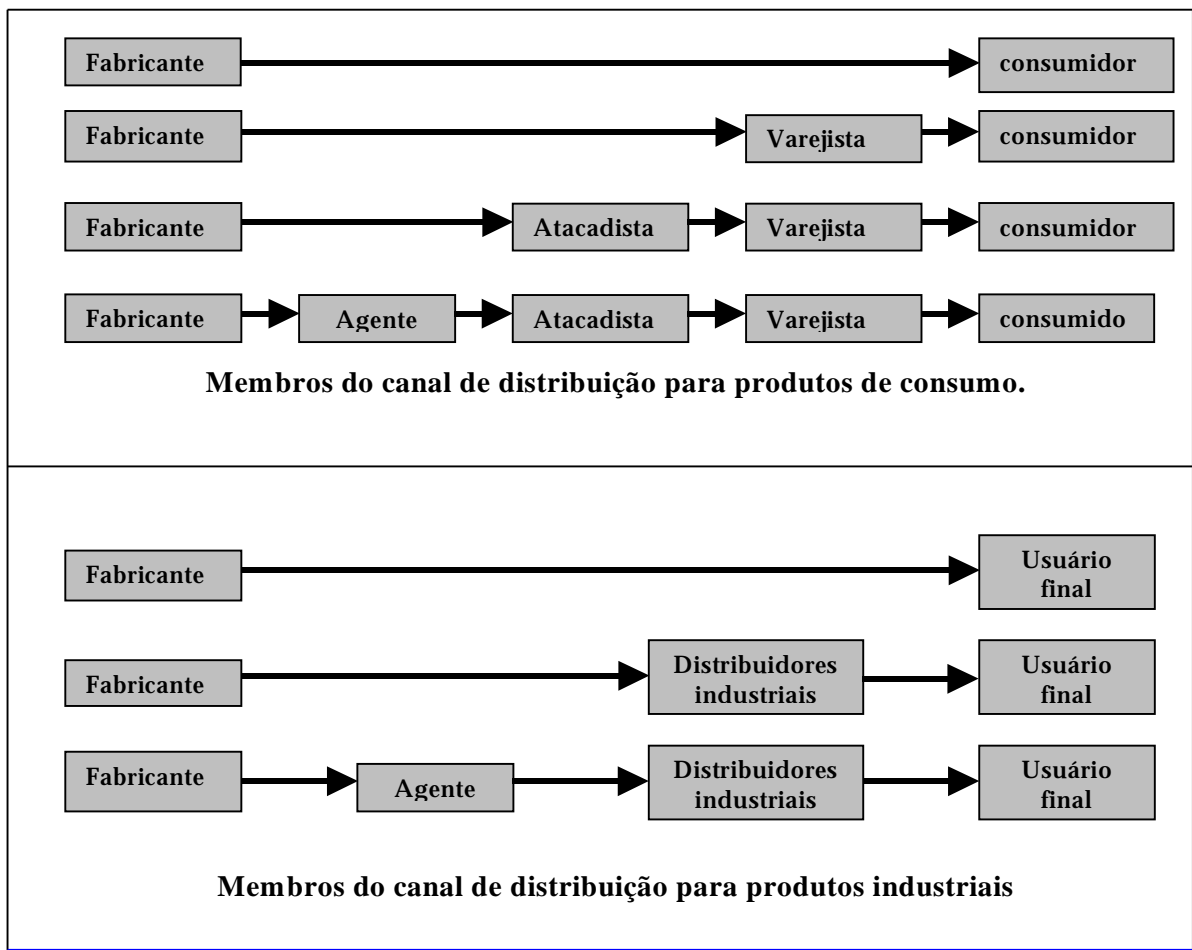 Fabricante consumidor
Fabricante Varejista consumidor
Fabricante Atacadista Varejista consumidor
Fabricante Agente Atacadista Varejista consumido
Membros do canal de distribuição para produtos de consumo.
Fabricante Usuário
final
Fabricante Distribuidores Usuário
industriais final
Fabricante Agente Distribuidores Usuário
industriais final
Membros do canal de distribuição para produtos industriais